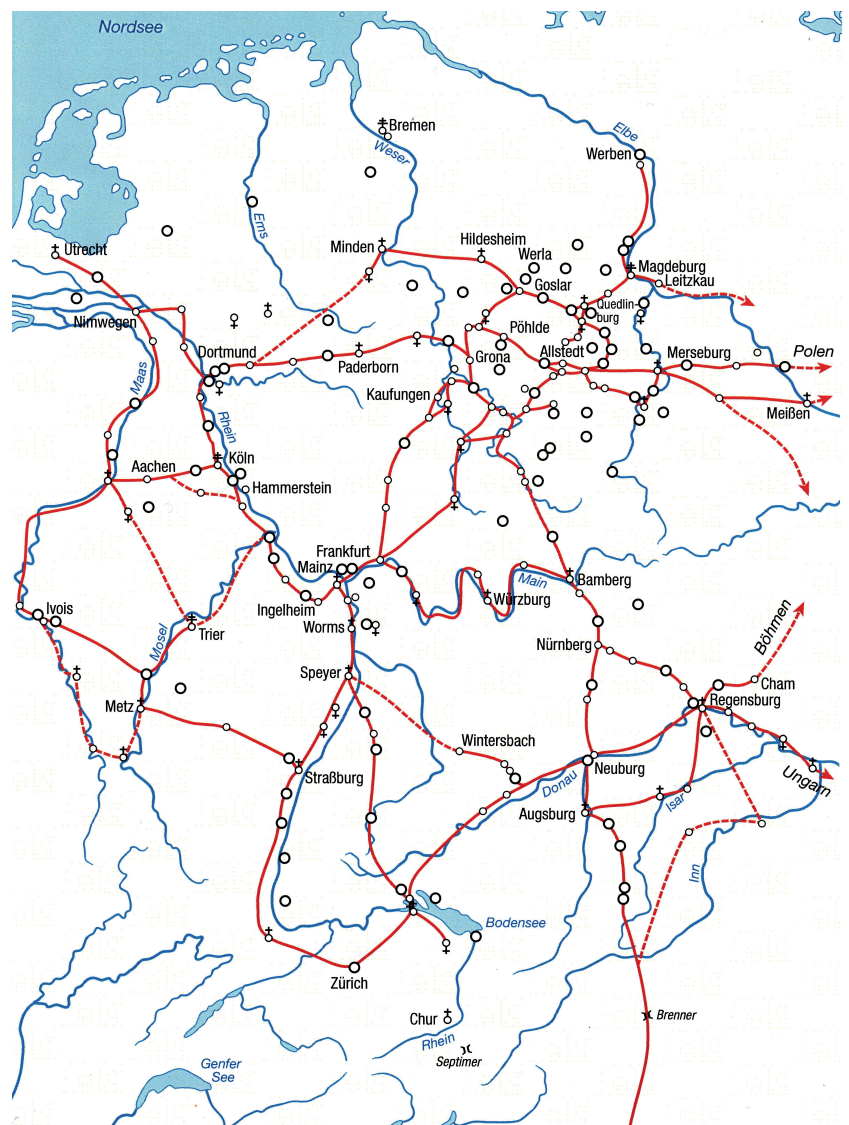 Nordsee
Bremen
Weser
Elbe
Werben
Ems
Utrecht
Minden
Hildesheim
Werla
Goslar
Magdeburg
Leitzkau
Quedlin-
burg
Nimwegen
Pöhlde
Dortmund
Paderborn
Grona
Allstedt
Merseburg
Polen
Maas
Kaufungen
Meißen
Rhein
Aachen
Köln
Hammerstein
Frankfurt
Mainz
Main
Bamberg
Ingelheim
Würzburg
Ivois
Mosel
Trier
Worms
Böhmen
Nürnberg
Speyer
Cham
Metz
Regensburg
Wintersbach
Straßburg
Donau
Neuburg
Ungarn
Augsburg
Isar
Inn
Bodensee
Zürich
Chur
Brenner
Rhein
Septimer
Genfer
See